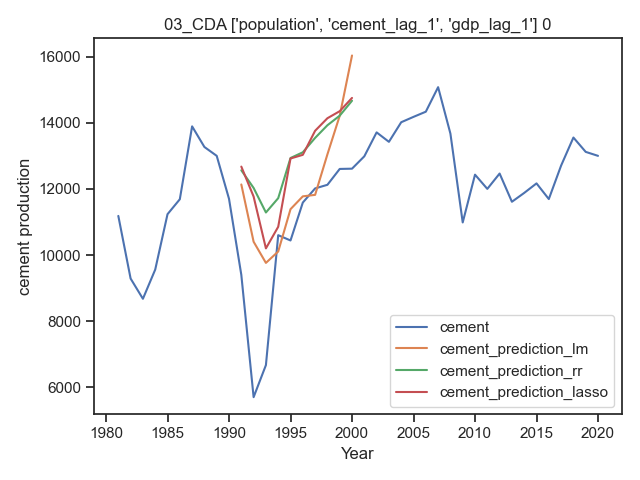 03_CDA ['population', 'cement_lag_1', 'gdp_lag_1'] 0
16000
14000
12000
10000
8000
6000
cement production
cement
cement_prediction_lm
cement_prediction_rr
cement_prediction_lasso
1980 1985 1990 1995 2000 2005 2010 2015 2020
Year